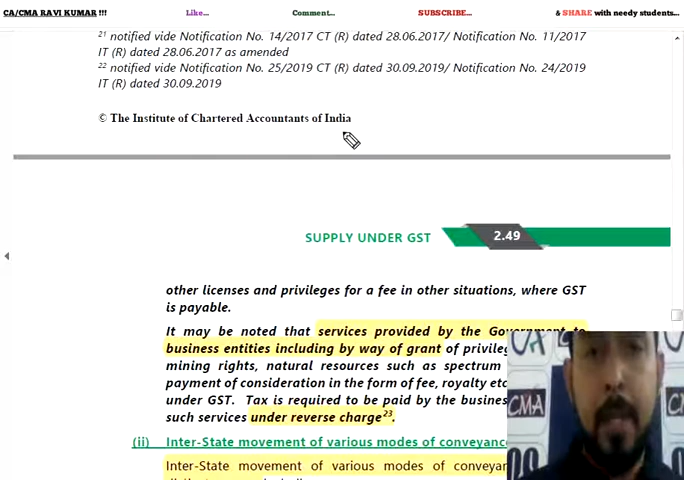 CA/CMA RAVI KUMAR !!! Like... Comment... SUBSCRIBE... & SHARE with needy students...
21 notified vide Notification No. 14/2017 CT (R) dated 28.06.2017/ Notification No. 11/2017
IT (R) dated 28.06.2017 as amended
22 notified vide Notification No. 25/2019 CT (R) dated 30.09.2019/ Notification No. 24/2019
IT (R) dated 30.09.2019
© The Institute of Chartered Accountants of India
SUPPLY UNDER GST 2.49
other licenses and privileges for a fee in other situations, where GST
is payable.
It may be noted that services provided by the Government to
business entities including by way of grant of
mining rights, natural resources such as spectrum
payment of consideration in the form of fee, royalty
under GST. Tax is required to be paid by the
such services under reverse charge23.
(ii) Inter-State movement of various modes of
Inter-State movement of various modes of
CA
CMA
CMA